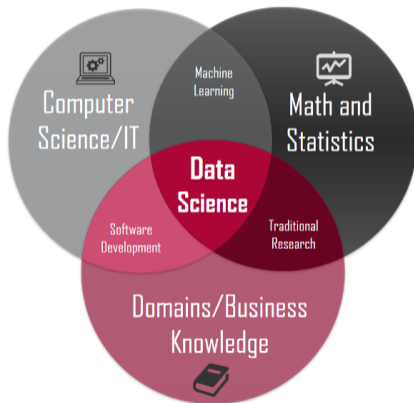 Machine
Learning
Computer
Science/IT
Math and
Statistics
Data
Science
Software
Development
Traditional
Research
Domains/Business
Knowledge